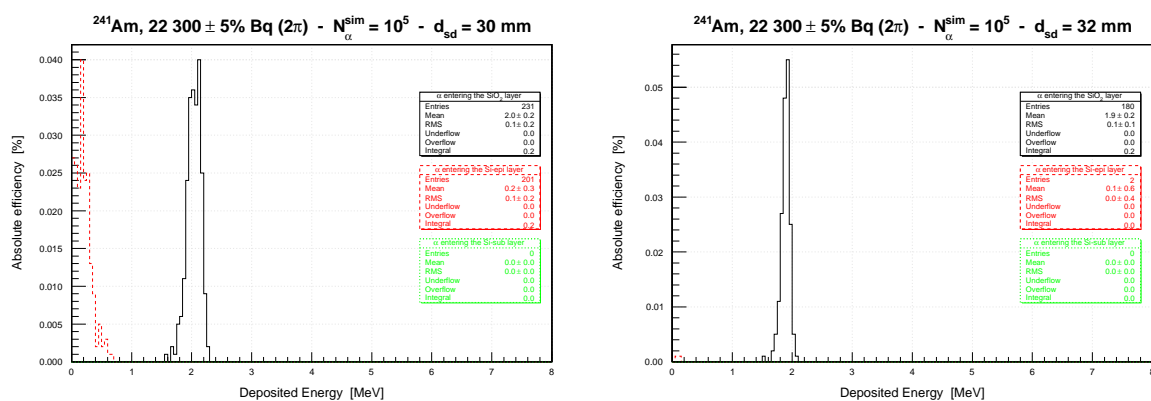 ²⁴¹Am, 22 300 ± 5% Bq (2π) - N_α^sim = 10⁵ - d_sd = 30 mm
Absolute efficiency [%]
0.040
0.035
0.030
0.025
0.020
0.015
0.010
0.005
0.000
0 1 2 3 4 5 6 7 8
Deposited Energy [MeV]
α entering the SiO₂ layer
Entries 231
Mean 2.0 ± 0.2
RMS 0.1 ± 0.2
Underflow 0.0
Overflow 0.0
Integral 0.2
α entering the Si-epi layer
Entries 201
Mean 0.2 ± 0.3
RMS 0.1 ± 0.2
Underflow 0.0
Overflow 0.0
Integral 0.2
α entering the Si-sub layer
Entries 0
Mean 0.0 ± 0.0
RMS 0.0 ± 0.0
Underflow 0.0
Overflow 0.0
Integral 0.0
²⁴¹Am, 22 300 ± 5% Bq (2π) - N_α^sim = 10⁵ - d_sd = 32 mm
Absolute efficiency [%]
0.05
0.04
0.03
0.02
0.01
0.00
0 1 2 3 4 5 6 7 8
Deposited Energy [MeV]
α entering the SiO₂ layer
Entries 180
Mean 1.9 ± 0.2
RMS 0.1 ± 0.1
Underflow 0.0
Overflow 0.0
Integral 0.2
α entering the Si-epi layer
Entries 2
Mean 0.1 ± 0.6
RMS 0.0 ± 0.4
Underflow 0.0
Overflow 0.0
Integral 0.0
α entering the Si-sub layer
Entries 0
Mean 0.0 ± 0.0
RMS 0.0 ± 0.0
Underflow 0.0
Overflow 0.0
Integral 0.0